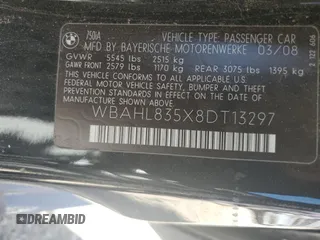 750iA VEHICLE TYPE PASSENGER CAR
MFD BY BAYERISCHE MOTORENWERKE 03/08
GVWR 5545 lbs 2515 kg
GAWR FRONT 2579 lbs 1170 kg REAR 3075 lbs 1395 kg
THIS VEHICLE CONFORMS TO ALL APPLICABLE
FEDERAL MOTOR VEHICLE SAFETY, BUMPER
AND THEFT PREVENTION STANDARDS
IN EFFECT ON THE DATE OF MANUFACTURE
SHOWN ABOVE
WBAHL835X8DT13297
DREAMBID